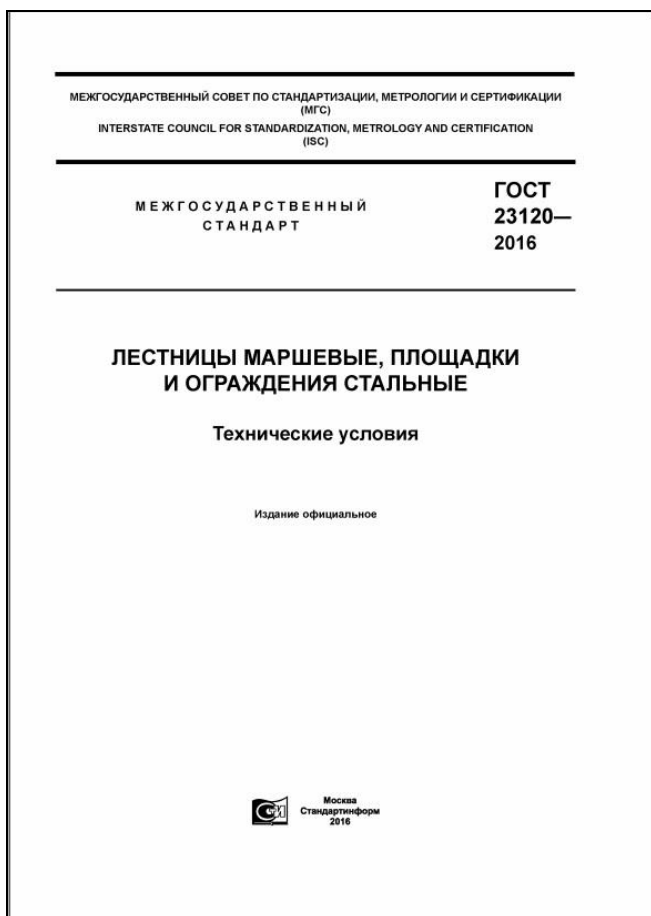 МЕЖГОСУДАРСТВЕННЫЙ СОВЕТ ПО СТАНДАРТИЗАЦИИ, МЕТРОЛОГИИ И СЕРТИФИКАЦИИ
(МГС)
INTERSTATE COUNCIL FOR STANDARDIZATION, METROLOGY AND CERTIFICATION
(ISC)
МЕЖГОСУДАРСТВЕННЫЙ
СТАНДАРТ
ГОСТ
23120—
2016
ЛЕСТНИЦЫ МАРШЕВЫЕ, ПЛОЩАДКИ
И ОГРАЖДЕНИЯ СТАЛЬНЫЕ
Технические условия
Издание официальное
Москва
Стандартинформ
2016